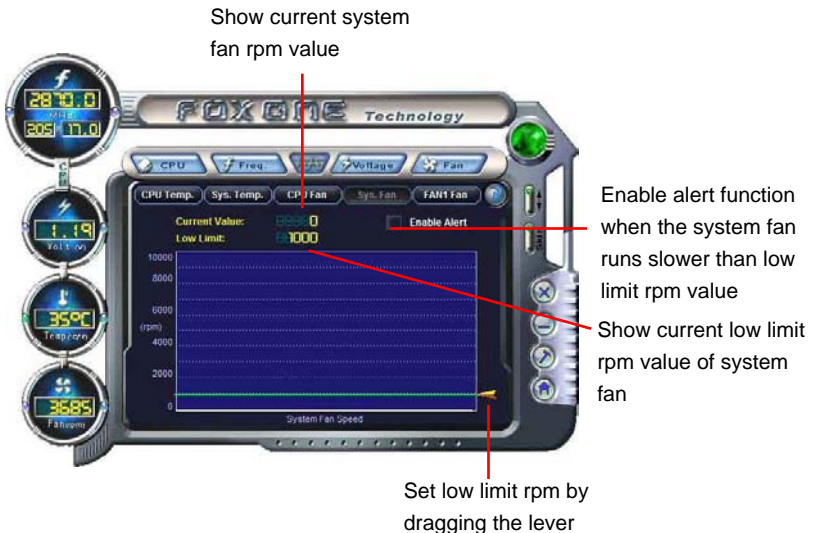 Show current system
fan rpm value
2870.0
MHz
205 17.0
CPU
FOX ONE Technology
CPU Freq. Voltage Fan
CPU Temp. Sys. Temp. CPU Fan Sys. Fan FAN1 Fan
Current Value: 0 Enable Alert
Low Limit: 1000
1.19
Volt (V)
35℃
3685
10000
8000
6000
(rpm)
4000
2000
0
System Fan Speed
Skin
Enable alert function
when the system fan
runs slower than low
limit rpm value
Show current low limit
rpm value of system
fan
Set low limit rpm by
dragging the lever